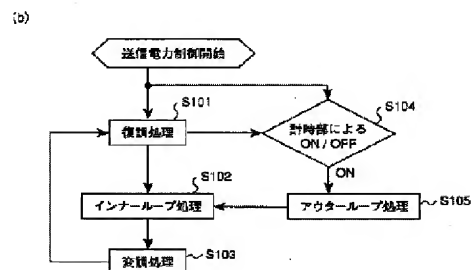 (b)
送信電力制御開始
S101
復調処理
S104
計時部による
ON / OFF
ON
S102
インナーループ処理
アウターループ処理
S105
変調処理
S103